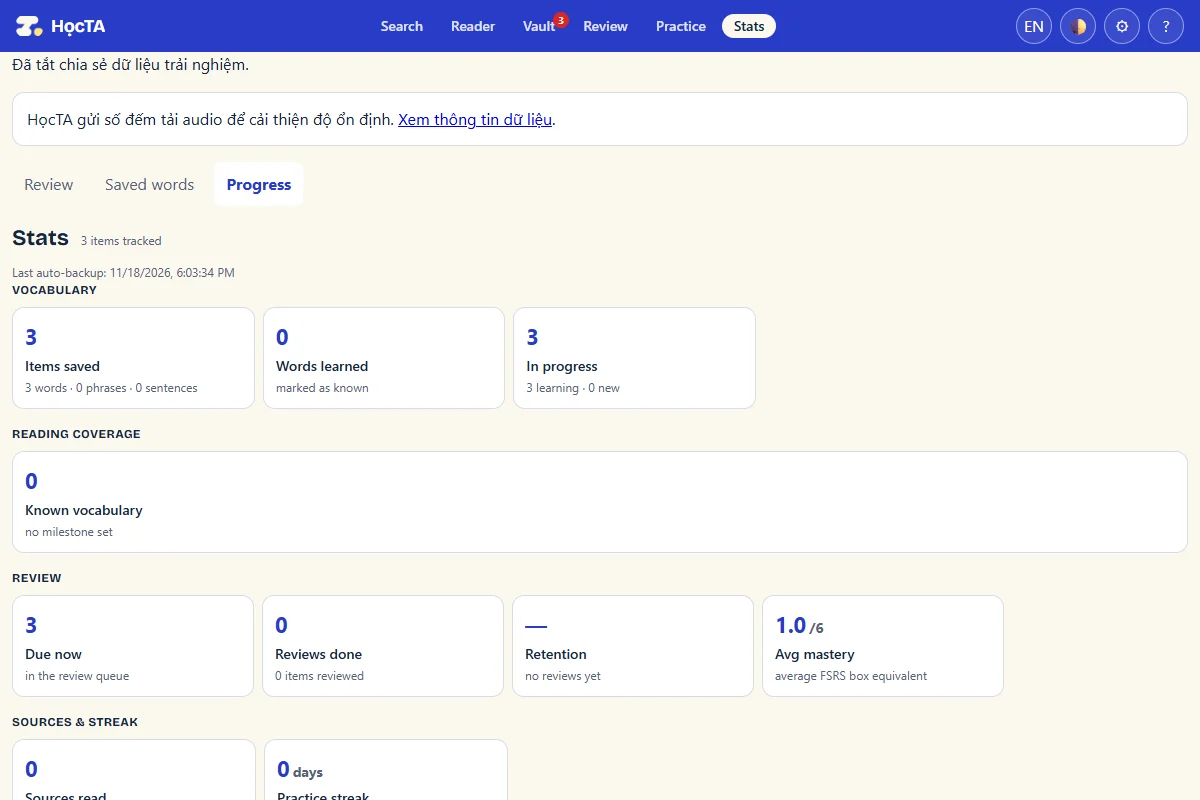 HọcTA
Search Reader Vault 3 Review Practice Stats EN ?
Đã tắt chia sẻ dữ liệu trải nghiệm.
HọcTA gửi số đếm tải audio để cải thiện độ ổn định. Xem thông tin dữ liệu.
Review Saved words Progress
Stats 3 items tracked
Last auto-backup: 11/18/2026, 6:03:34 PM
VOCABULARY
3
Items saved
3 words · 0 phrases · 0 sentences
0
Words learned
marked as known
3
In progress
3 learning · 0 new
READING COVERAGE
0
Known vocabulary
no milestone set
REVIEW
3
Due now
in the review queue
0
Reviews done
0 items reviewed
—
Retention
no reviews yet
1.0 /6
Avg mastery
average FSRS box equivalent
SOURCES & STREAK
0
Sources read
0 days
Practice streak